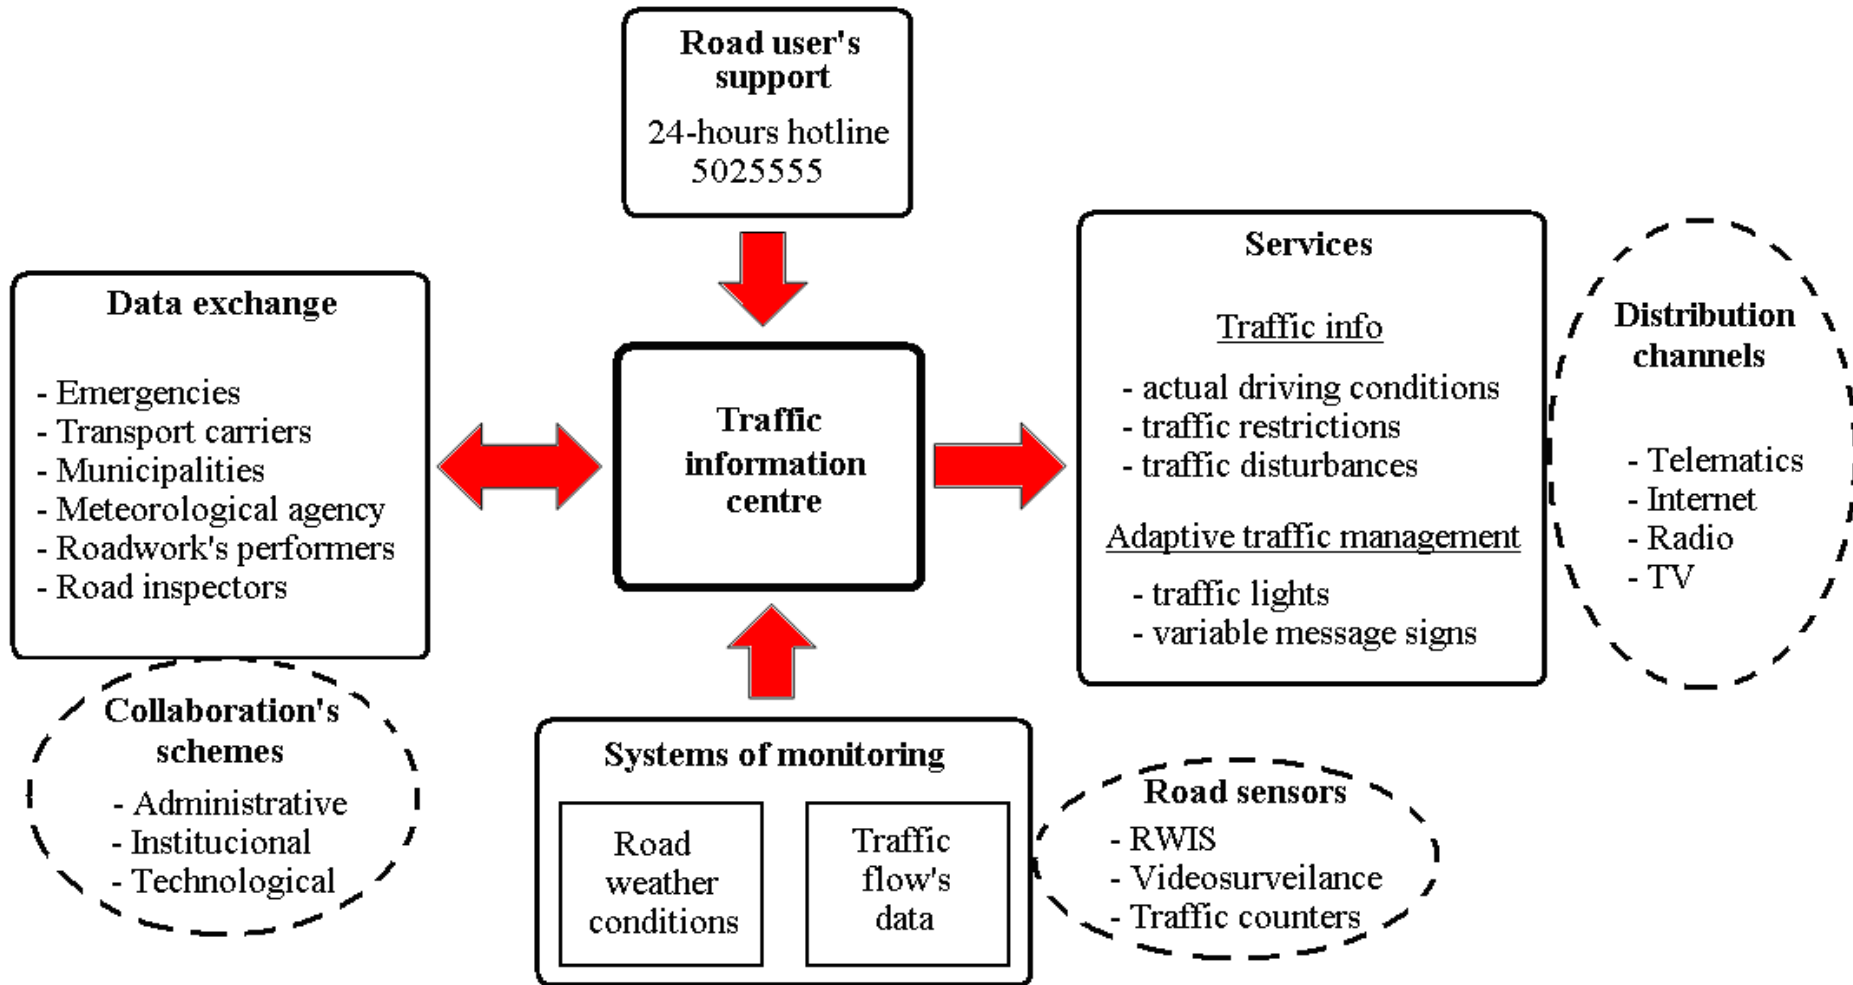 Road user's
support
24-hours hotline
5025555
Data exchange
- Emergencies
- Transport carriers
- Municipalities
- Meteorological agency
- Roadwork's performers
- Road inspectors
Collaboration's
schemes
- Administrative
- Institucional
- Technological
Traffic
information
centre
Systems of monitoring
Road
weather
conditions
Traffic
flow's
data
Road sensors
- RWIS
- Videosurveilance
- Traffic counters
Services
Traffic info
- actual driving conditions
- traffic restrictions
- traffic disturbances
Adaptive traffic management
- traffic lights
- variable message signs
Distribution
channels
- Telematics
- Internet
- Radio
- TV